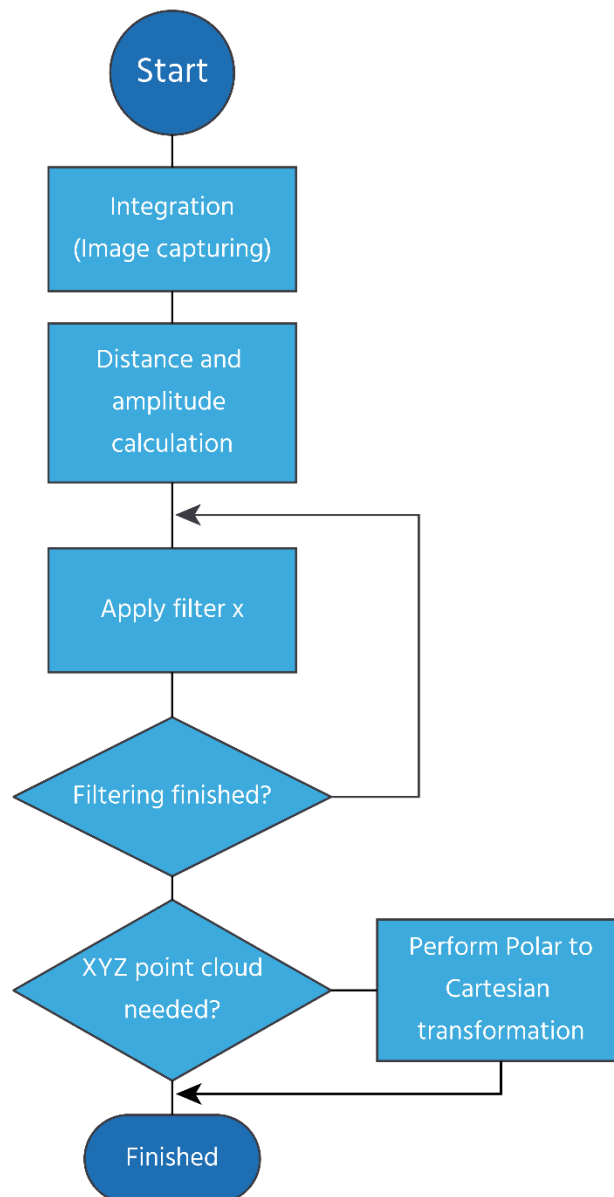 Start
Integration
(Image capturing)
Distance and
amplitude
calculation
Apply filter x
Filtering finished?
XYZ point cloud
needed?
Perform Polar to
Cartesian
transformation
Finished